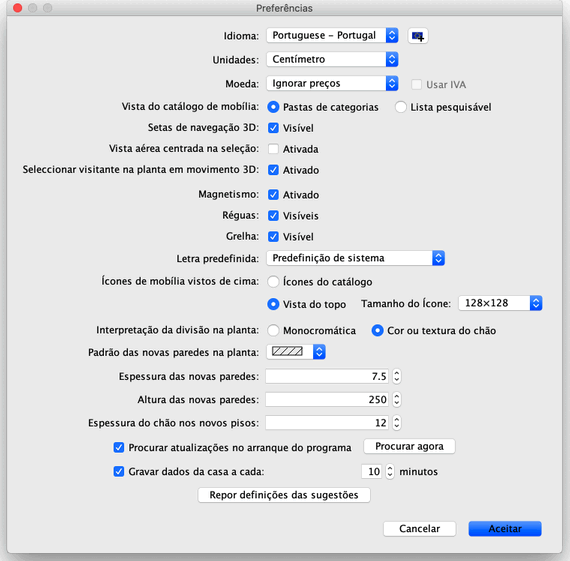 Preferências
Idioma: Portuguese - Portugal
Unidades: Centímetro
Moeda: Ignorar preços Usar IVA
Vista do catálogo de mobília: Pastas de categorias Lista pesquisável
Setas de navegação 3D: Visível
Vista aérea centrada na seleção: Ativada
Seleccionar visitante na planta em movimento 3D: Ativado
Magnetismo: Ativado
Réguas: Visíveis
Grelha: Visível
Letra predefinida: Predefinição de sistema
Ícones de mobília vistos de cima: Ícones do catálogo
Vista do topo Tamanho do Ícone: 128×128
Interpretação da divisão na planta: Monocromática Cor ou textura do chão
Padrão das novas paredes na planta:
Espessura das novas paredes: 7.5
Altura das novas paredes: 250
Espessura do chão nos novos pisos: 12
Procurar atualizações no arranque do programa Procurar agora
Gravar dados da casa a cada: 10 minutos
Repor definições das sugestões
Cancelar Aceitar